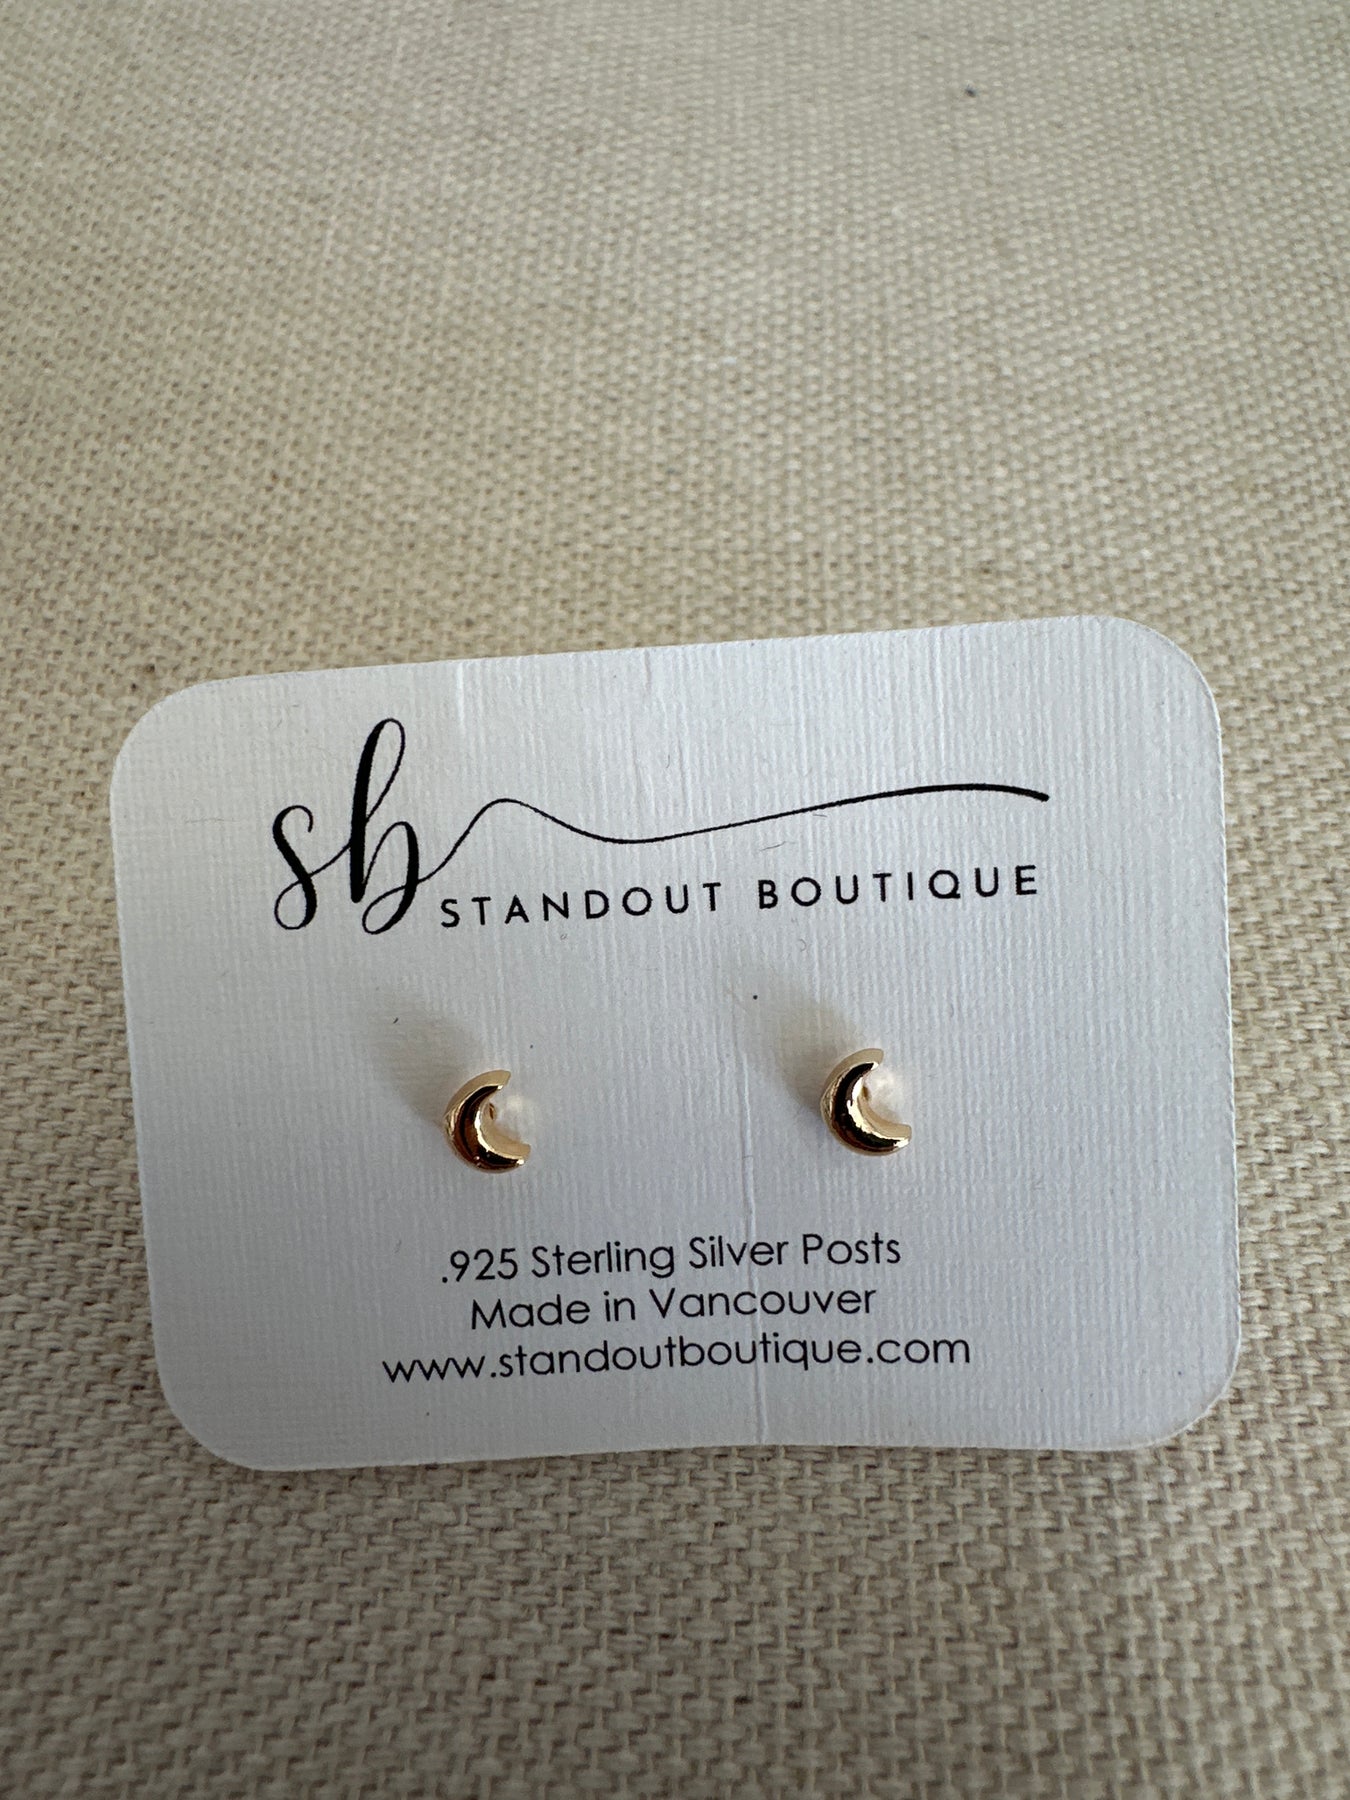 sb
STANDOUT BOUTIQUE
.925 Sterling Silver Posts
Made in Vancouver
www.standoutboutique.com